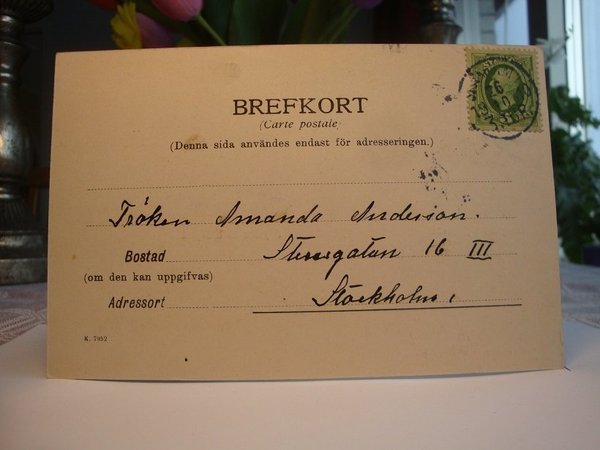 BREFKORT
(Carte postale)
(Denna sida användes endast för adresseringen.)
Fröken Amanda Anderson.
Bostad 16 III
(om den kan uppgifvas)
Adressort Stockholm,
K. 7952